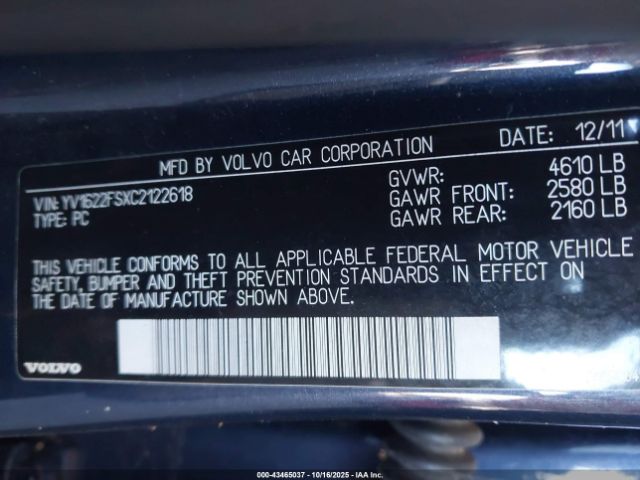 MFD BY VOLVO CAR CORPORATION DATE: 12/11
VIN: YV1622FSXC2122618 GVWR: 4610 LB
TYPE: PC GAWR FRONT: 2580 LB
GAWR REAR: 2160 LB
THIS VEHICLE CONFORMS TO ALL APPLICABLE FEDERAL MOTOR VEHICLE
SAFETY, BUMPER AND THEFT PREVENTION STANDARDS IN EFFECT ON
THE DATE OF MANUFACTURE SHOWN ABOVE.
VOLVO
000-43465037 - 10/16/2025 - IAA Inc.